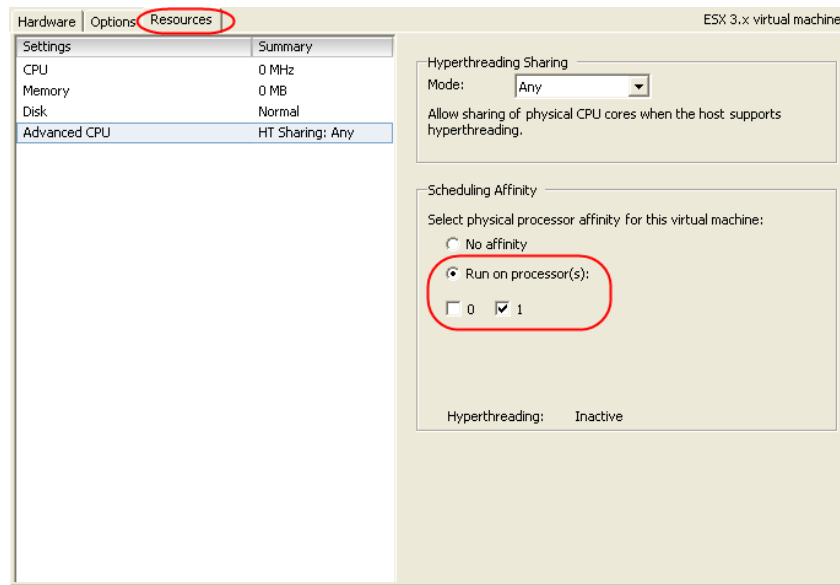 Hardware Options Resources ESX 3.x virtual machine
Settings Summary
CPU 0 MHz
Memory 0 MB
Disk Normal
Advanced CPU HT Sharing: Any
Hyperthreading Sharing
Mode: Any
Allow sharing of physical CPU cores when the host supports
hyperthreading.
Scheduling Affinity
Select physical processor affinity for this virtual machine:
No affinity
Run on processor(s):
0 1
Hyperthreading: Inactive